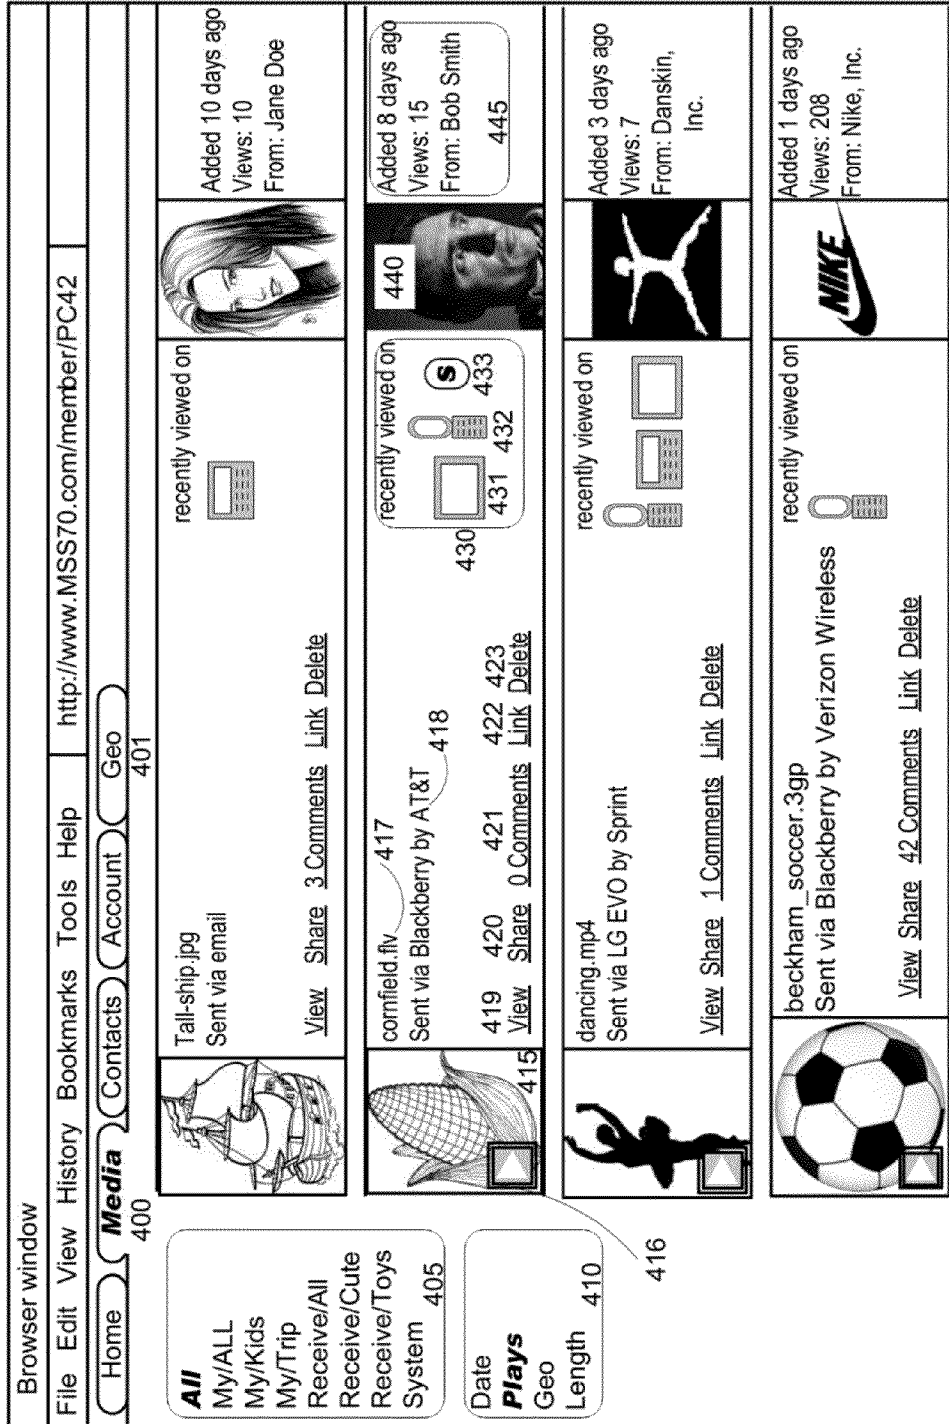 Browser window
File Edit View History Bookmarks Tools Help
http://www.MSS70.com/member/PC42
Home
Media
Contacts
Account
Geo
400
401
All
My/ALL
My/Kids
My/Trip
Receive/All
Receive/Cute
Receive/Toys
System
405
Date
Plays
Geo
Length
410
416
Tall-ship.jpg
Sent via email
View Share 3 Comments Link Delete
recently viewed on
Added 10 days ago
Views: 10
From: Jane Doe
415
cornfield.flv
417
Sent via Blackberry by AT&T
418
419 420 421 422 423
View Share 0 Comments Link Delete
430
recently viewed on
S
431 432 433
440
Added 8 days ago
Views: 15
From: Bob Smith
445
dancing.mp4
Sent via LG EVO by Sprint
View Share 1 Comments Link Delete
recently viewed on
Added 3 days ago
Views: 7
From: Danskin,
Inc.
beckham_soccer.3gp
Sent via Blackberry by Verizon Wireless
View Share 42 Comments Link Delete
recently viewed on
NIKE
Added 1 days ago
Views: 208
From: Nike, Inc.